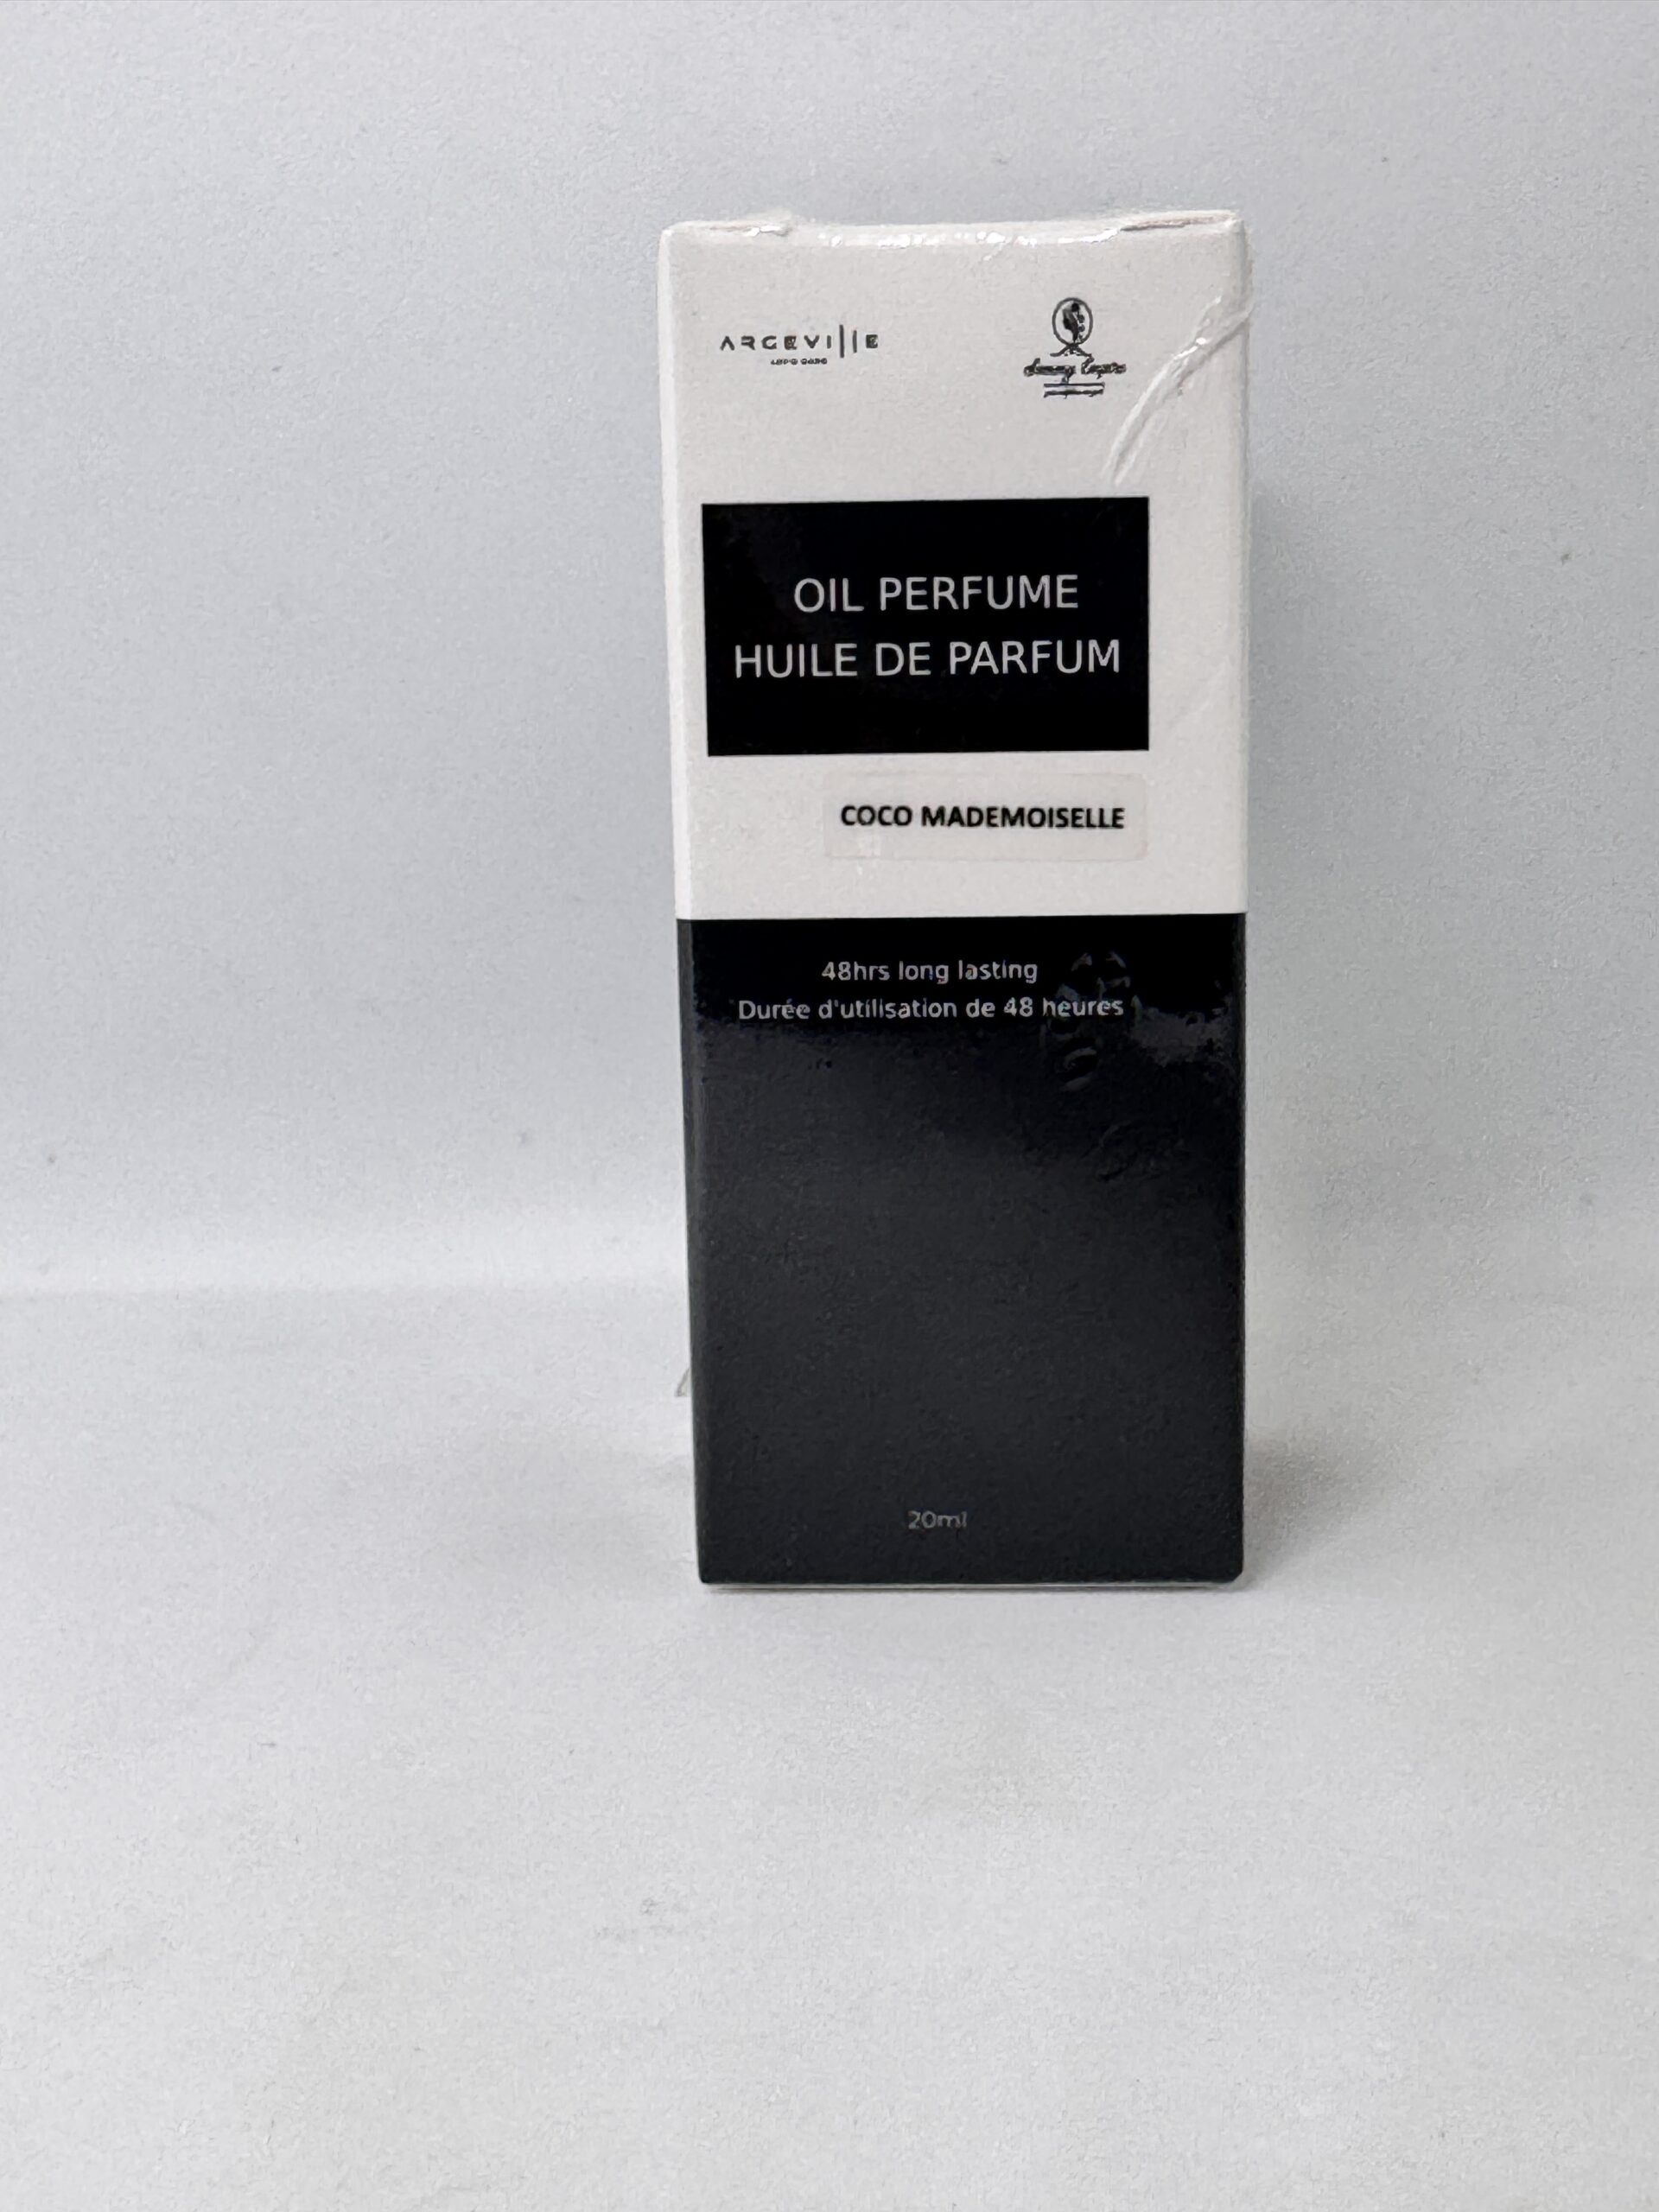 ARGEVILLE
OIL PERFUME
HUILE DE PARFUM
COCO MADEMOISELLE
48hrs long lasting
Durée d'utilisation de 48 heures
20ml